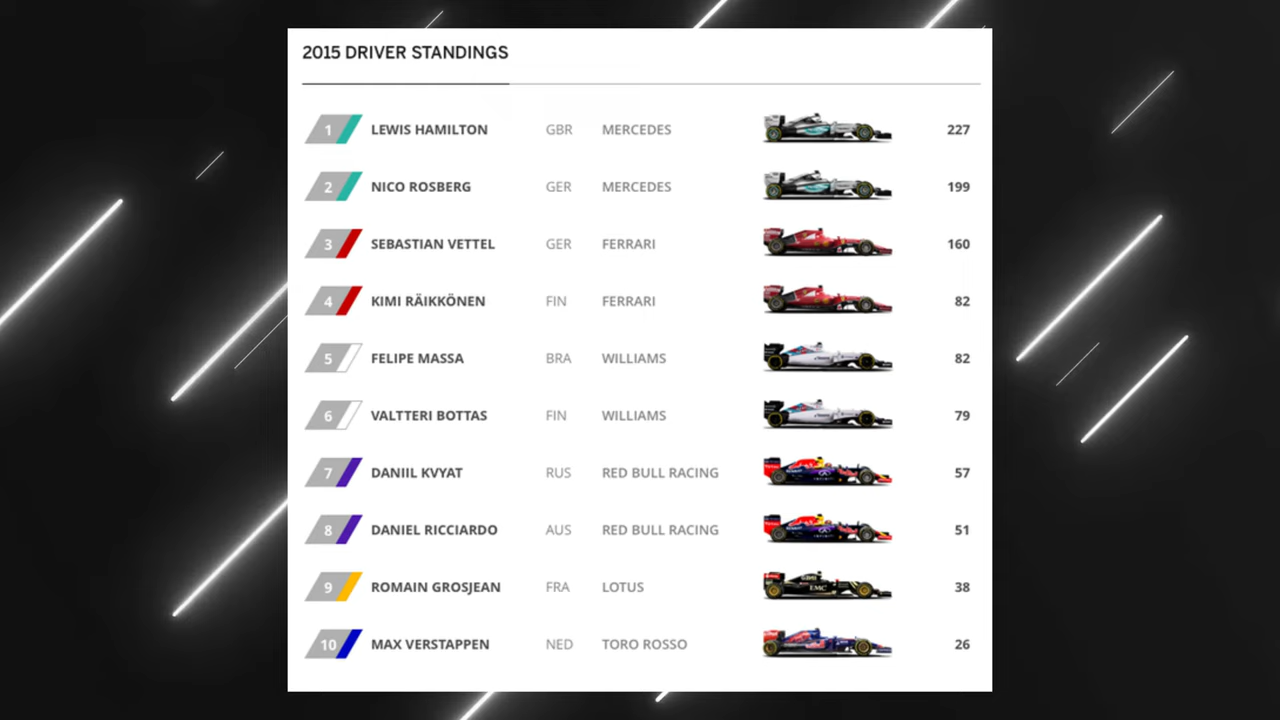 2015 DRIVER STANDINGS
1 LEWIS HAMILTON GBR MERCEDES 227
2 NICO ROSBERG GER MERCEDES 199
3 SEBASTIAN VETTEL GER FERRARI 160
4 KIMI RÄIKKÖNEN FIN FERRARI 82
5 FELIPE MASSA BRA WILLIAMS 82
6 VALTTERI BOTTAS FIN WILLIAMS 79
7 DANIIL KVYAT RUS RED BULL RACING 57
8 DANIEL RICCIARDO AUS RED BULL RACING 51
9 ROMAIN GROSJEAN FRA LOTUS 38
EMC
10 MAX VERSTAPPEN NED TORO ROSSO 26